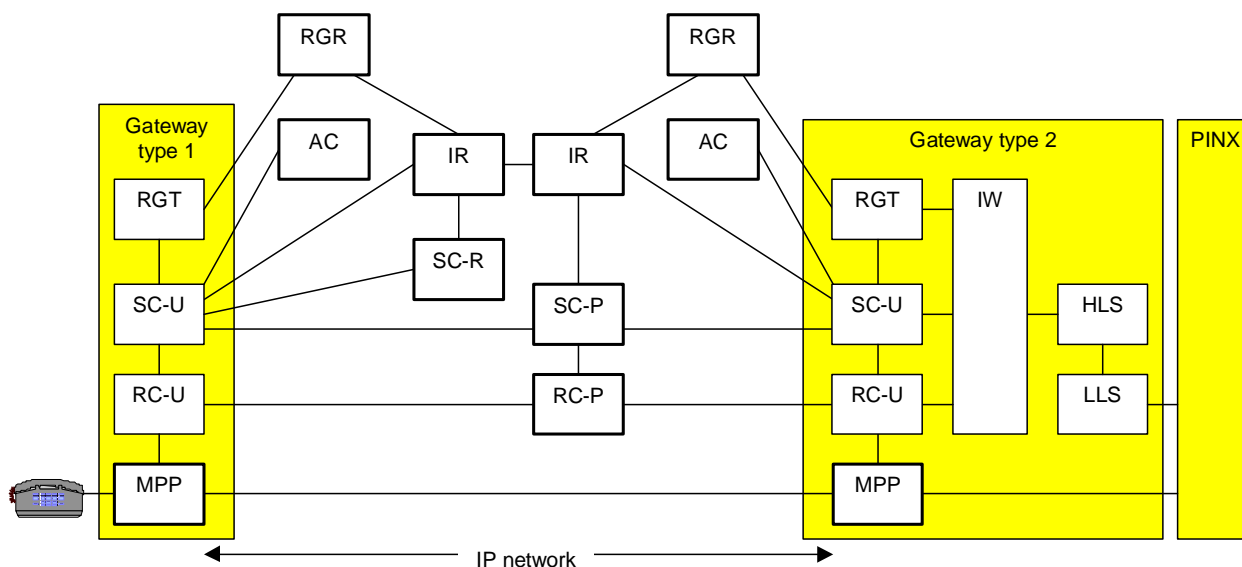 RGR
RGR
Gateway
type 1
AC
IR
IR
AC
Gateway type 2
PINX
RGT
RGT
IW
SC-R
SC-U
SC-P
SC-U
HLS
RC-U
RC-P
RC-U
LLS
MPP
MPP
IP network